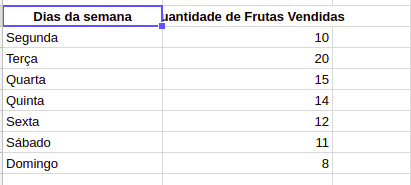 Dias da semana uantidade de Frutas Vendidas
Segunda 10
Terça 20
Quarta 15
Quinta 14
Sexta 12
Sábado 11
Domingo 8